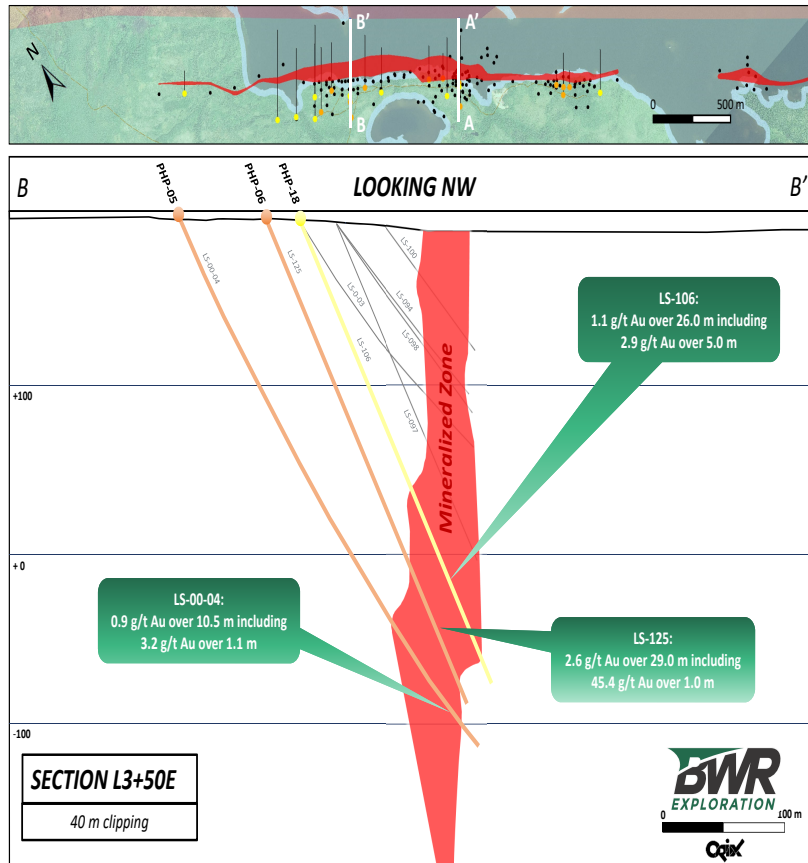 B'
A'
N
B
A
0
500 m
B
PHP-05
PHP-06
PHP-18
LOOKING NW
B'
LS-00-04
LS-125
LS-0-03
LS-106
LS-094
LS-098
LS-100
LS-097
Mineralized Zone
LS-106:
1.1 g/t Au over 26.0 m including
2.9 g/t Au over 5.0 m
+100
+ 0
LS-00-04:
0.9 g/t Au over 10.5 m including
3.2 g/t Au over 1.1 m
LS-125:
2.6 g/t Au over 29.0 m including
45.4 g/t Au over 1.0 m
-100
SECTION L3+50E
40 m clipping
BWR
EXPLORATION
0
100 m